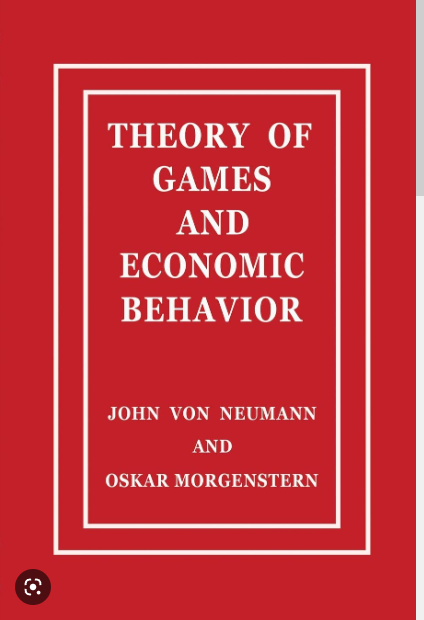 THEORY OF
GAMES
AND
ECONOMIC
BEHAVIOR
JOHN VON NEUMANN
AND
OSKAR MORGENSTERN